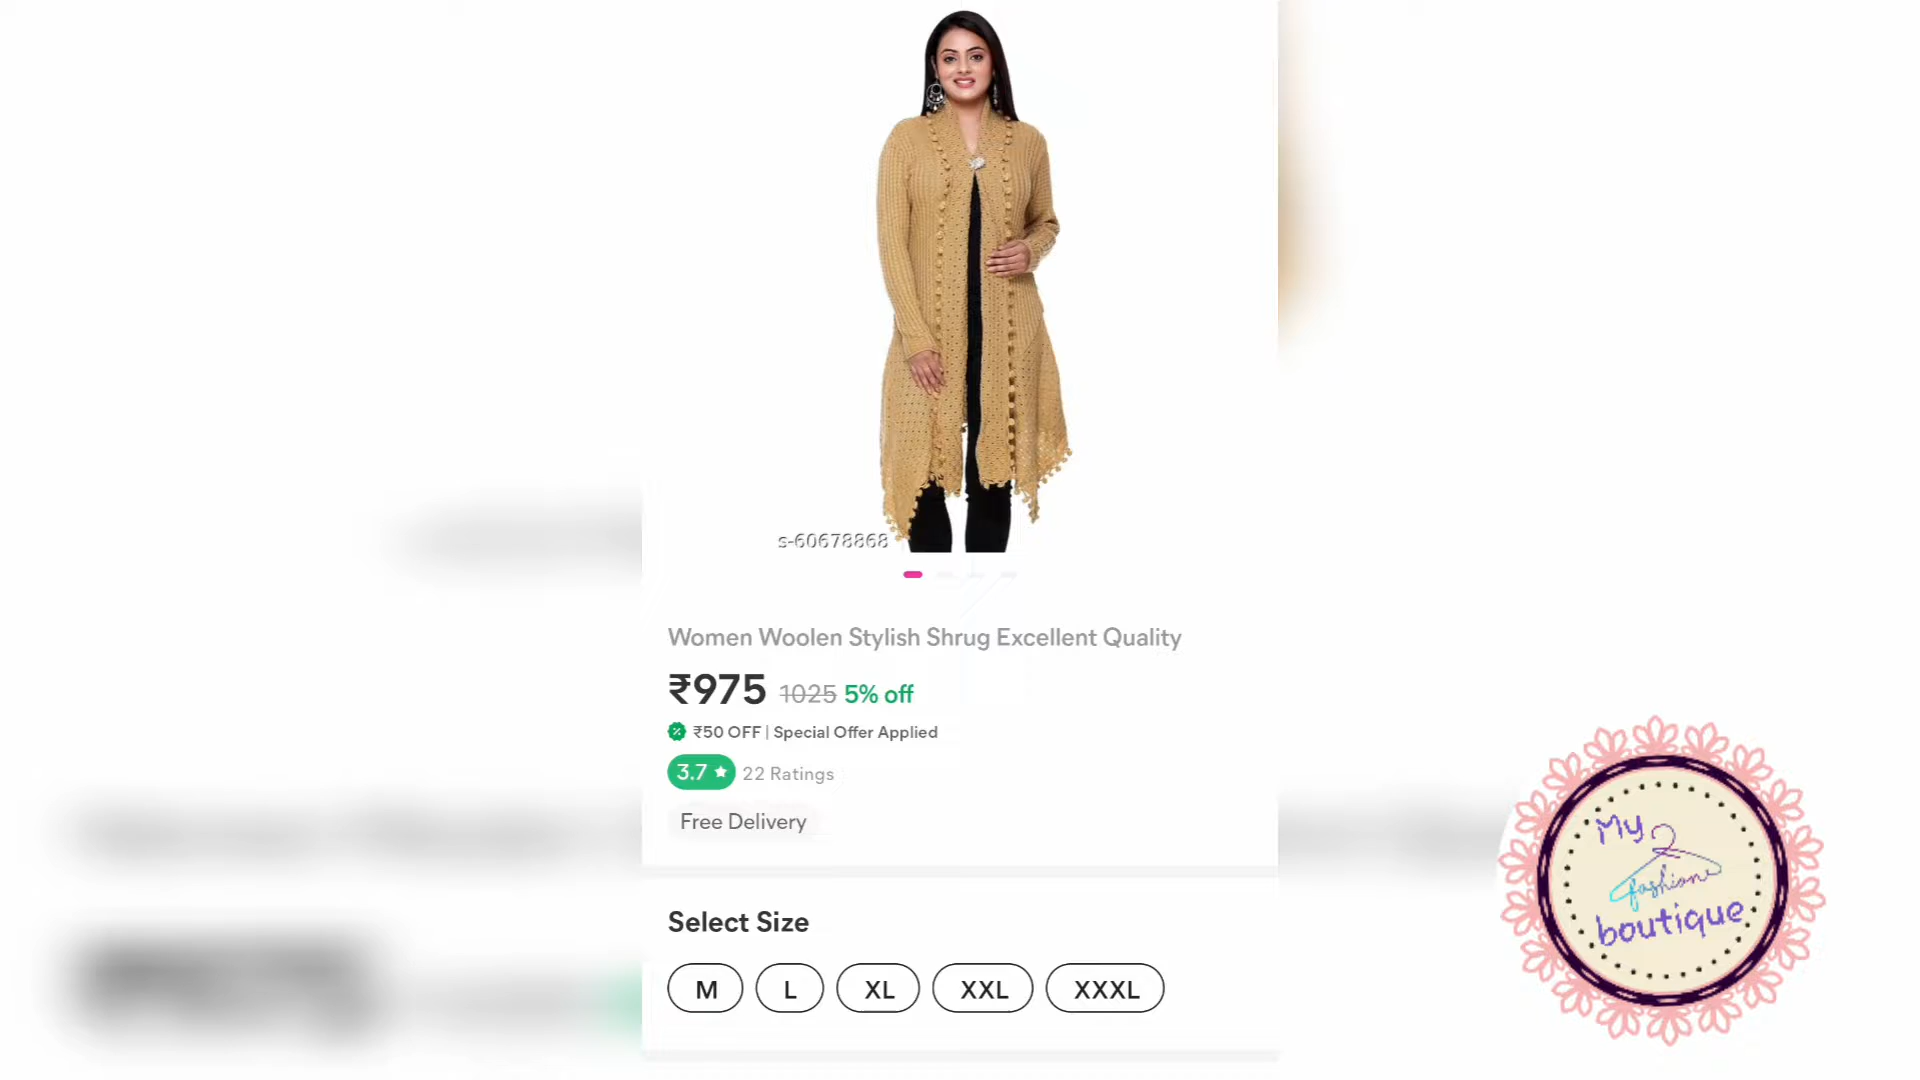 s-60678868
Women Woolen Stylish Shrug Excellent Quality
₹975 1025 5% off
₹50 OFF | Special Offer Applied
3.7 ★ 22 Ratings
Free Delivery
Select Size
M L XL XXL XXXL
My
fashione
boutique